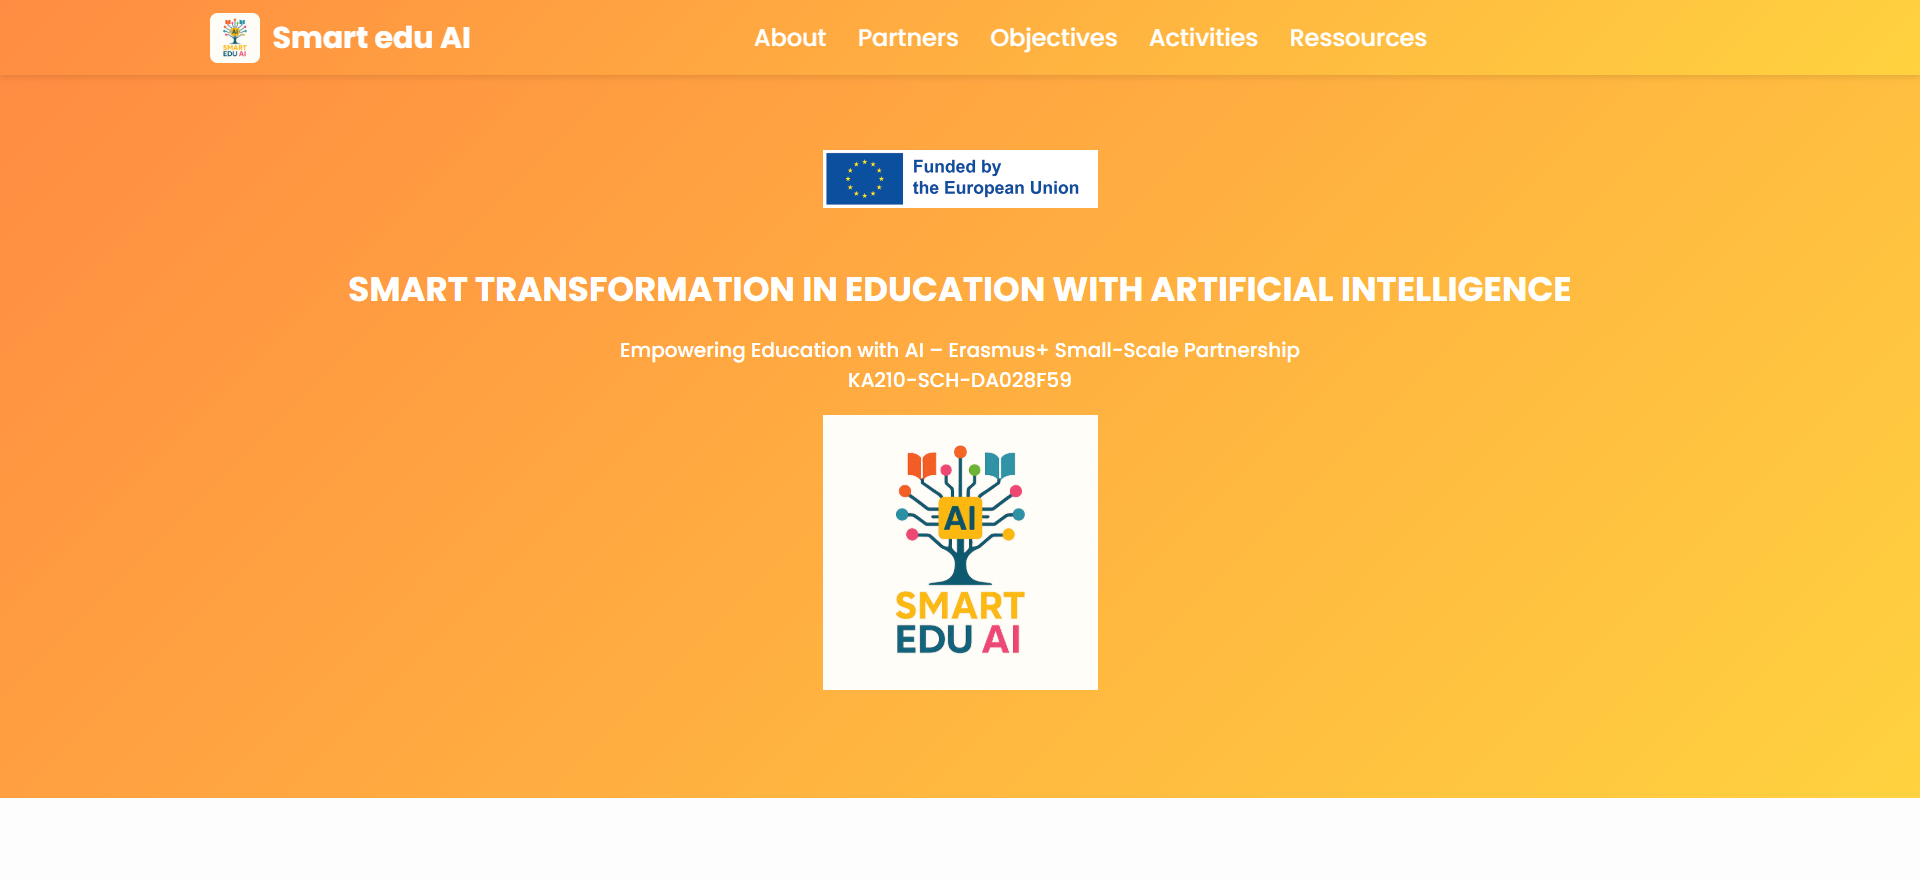 AI
SMART
EDU AI
Smart edu AI
About
Partners
Objectives
Activities
Ressources
Funded by
the European Union
SMART TRANSFORMATION IN EDUCATION WITH ARTIFICIAL INTELLIGENCE
Empowering Education with AI – Erasmus+ Small-Scale Partnership
KA210-SCH-DA028F59
AI
SMART
EDU AI